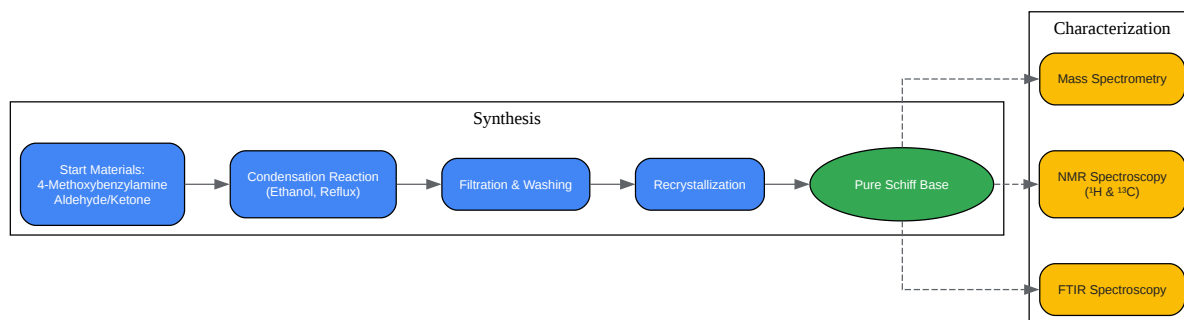 Synthesis
Start Materials:
4-Methoxybenzylamine
Aldehyde/Ketone
Condensation Reaction
(Ethanol, Reflux)
Filtration & Washing
Recrystallization
Pure Schiff Base
Characterization
Mass Spectrometry
NMR Spectroscopy
(¹H & ¹³C)
FTIR Spectroscopy